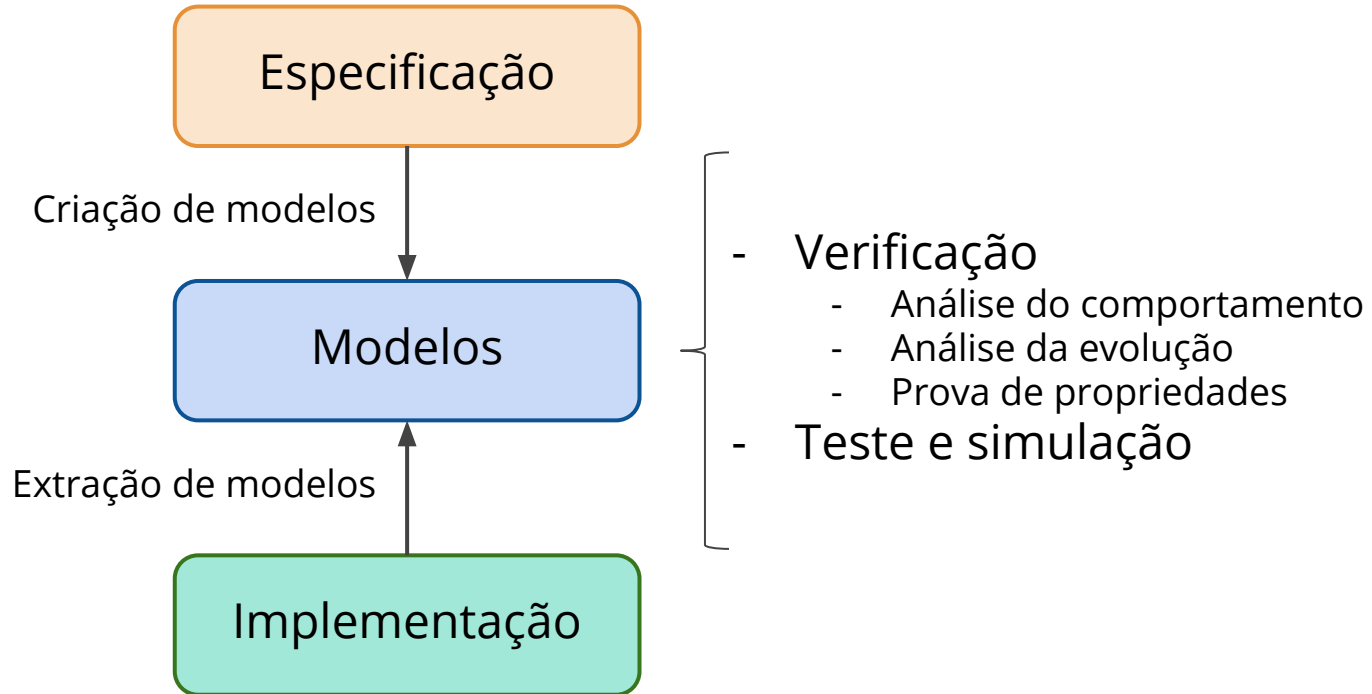 Especificação
Criação de modelos
Modelos
Extração de modelos
Implementação
- Verificação
- Análise do comportamento
- Análise da evolução
- Prova de propriedades
- Teste e simulação